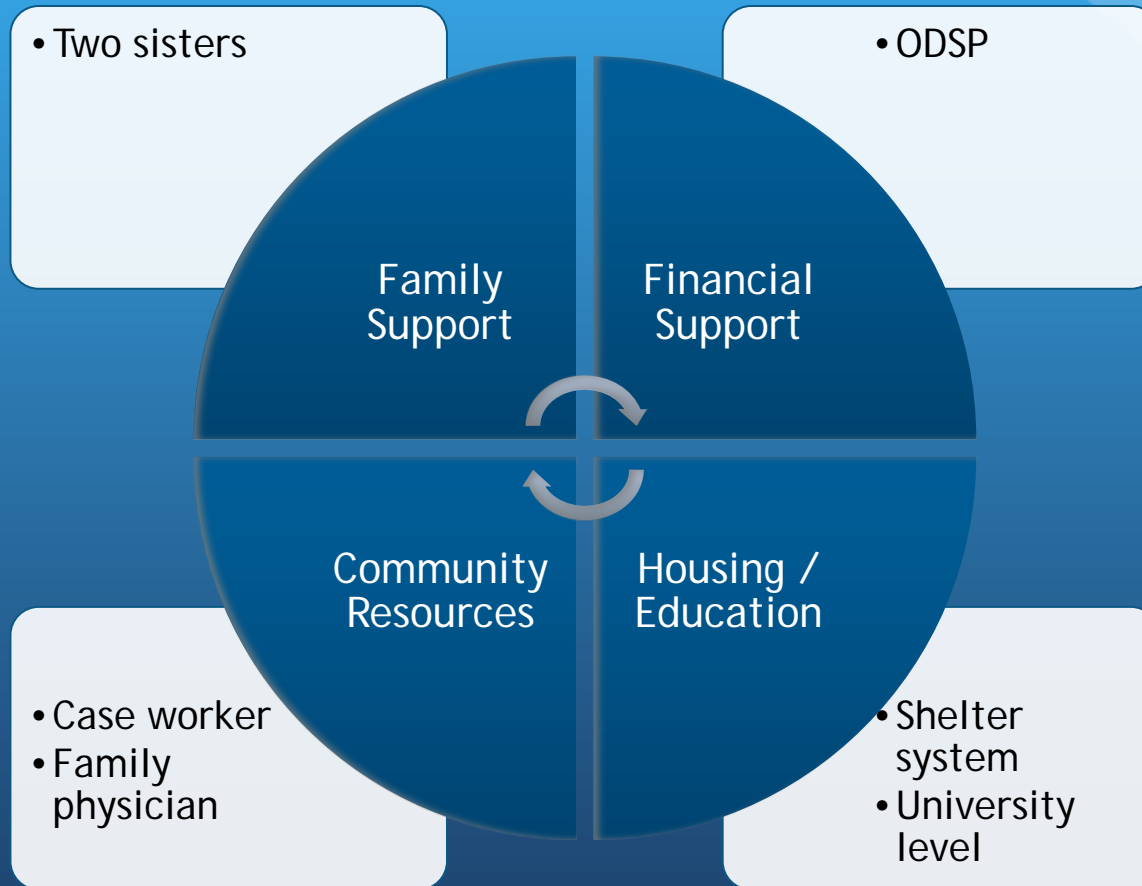 • Two sisters
• ODSP
Family
Support
Financial
Support
Community
Resources
Housing /
Education
• Case worker
• Family
physician
• Shelter
system
• University
level